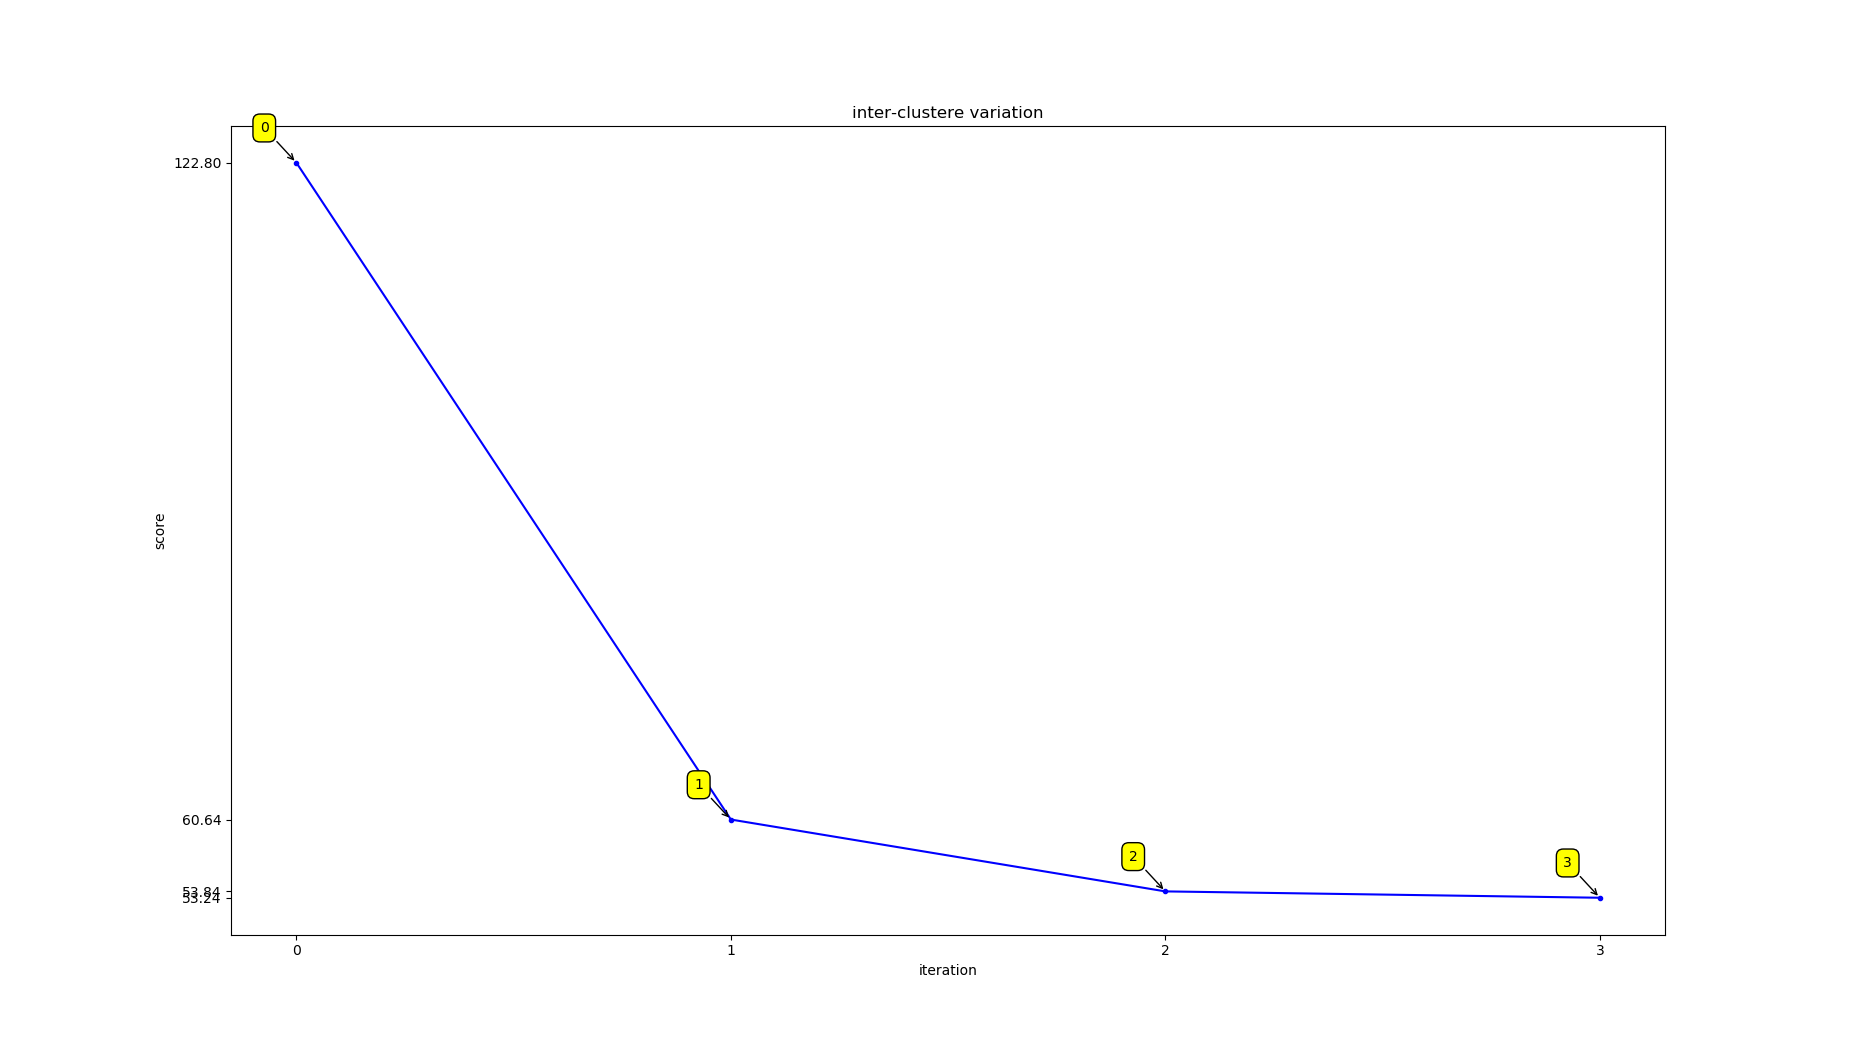 inter-clustere variation
0
122.80
score
1
60.64
2
3
53.84
53.24
0 1 2 3
iteration